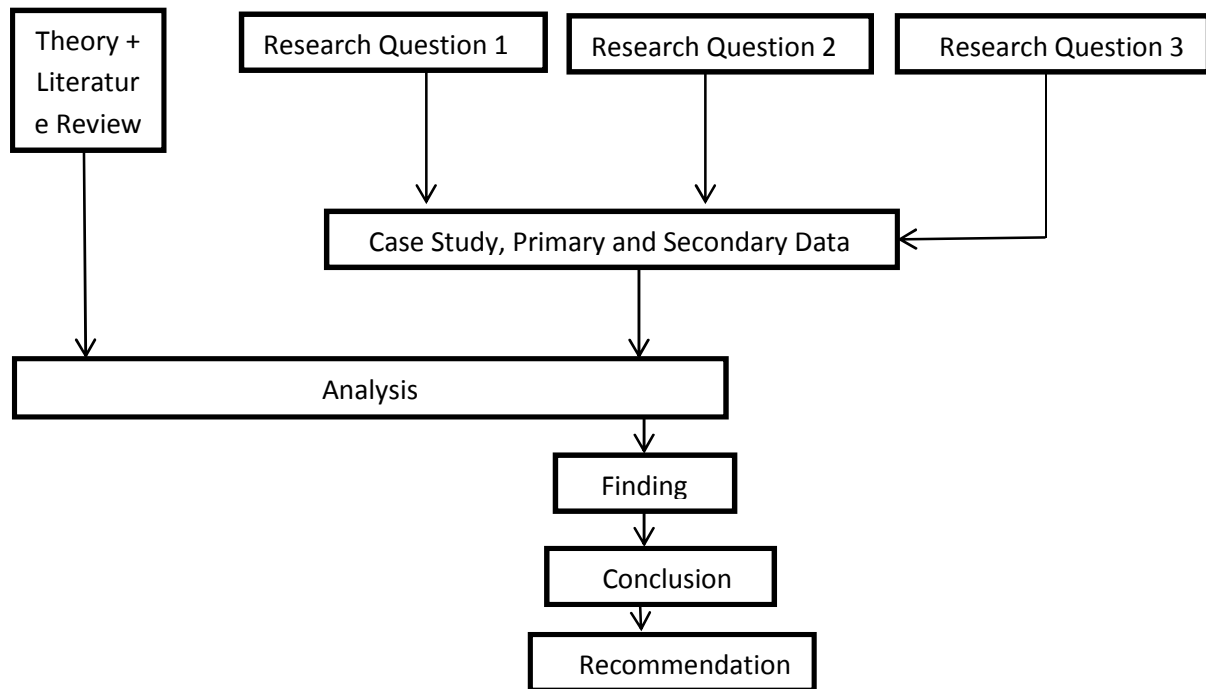 Theory +
Literatur
e Review
Research Question 1
Research Question 2
Research Question 3
Case Study, Primary and Secondary Data
Analysis
Finding
Conclusion
Recommendation